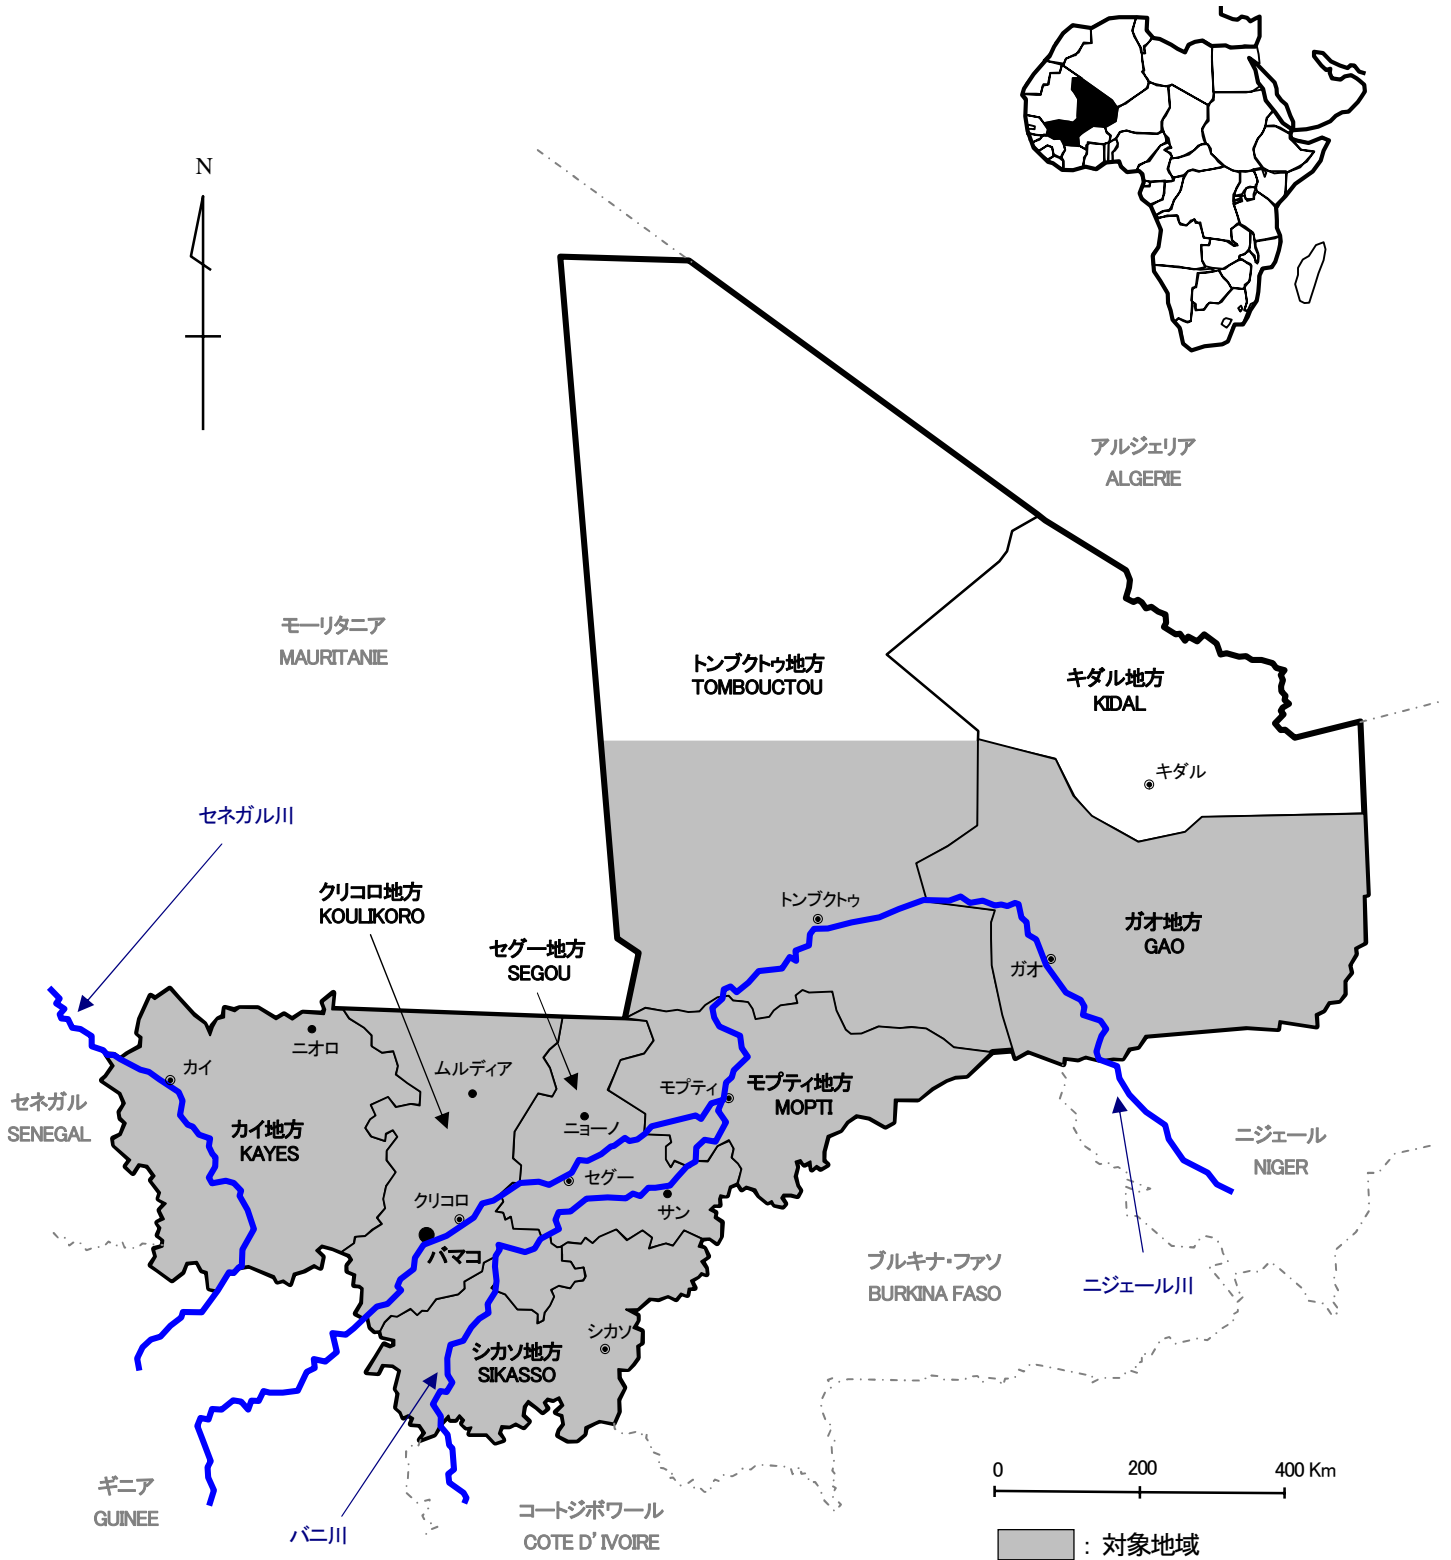 N
アルジェリア
ALGERIE
モーリタニア
MAURITANIE
トンブクトゥ地方
TOMBOUCTOU
キダル地方
KIDAL
キダル
セネガル川
クリコロ地方
KOULIKORO
トンブクトゥ
セグー地方
SEGOU
ガオ地方
GAO
ガオ
ニオロ
カイ
ムルディア
モプティ
モプティ地方
MOPTI
セネガル
SENEGAL
カイ地方
KAYES
ニョーノ
ニジェール
NIGER
セグー
クリコロ
サン
バマコ
ブルキナ・ファソ
BURKINA FASO
ニジェール川
シカソ
シカソ地方
SIKASSO
ギニア
GUINEE
バニ川
コートジボワール
COTE D' IVOIRE
0 200 400 Km
: 対象地域